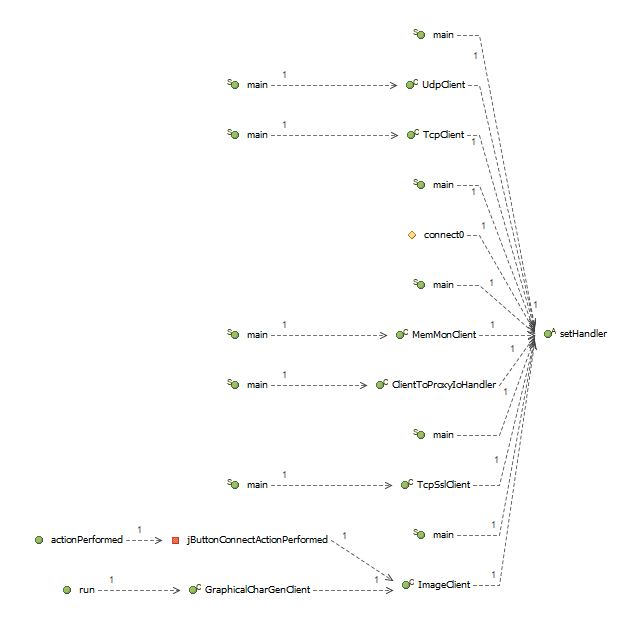 S main
1
S main 1 C UdpClient
S main 1 C TcpClient
1
S main
1
connect0 1
S main 1
1
S main 1 C MemMonClient 1 A setHandler
1
S main 1 C ClientToProxyIoHandler
1
S main
1
S main 1 C TcpSslClient
1
S main
actionPerformed 1 jButtonConnectActionPerformed 1
1
run 1 C GraphicalCharGenClient 1 C ImageClient